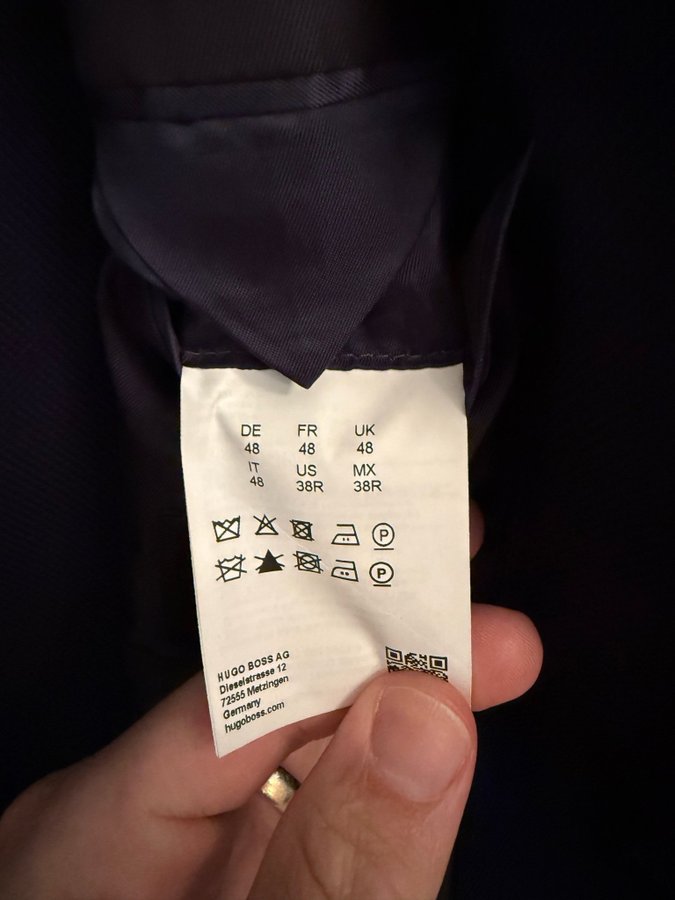 DE FR UK
48 48 48
IT US MX
48 38R 38R
P
P
HUGO BOSS AG
Dieselstrasse 12
72555 Metzingen
Germany
hugoboss.com